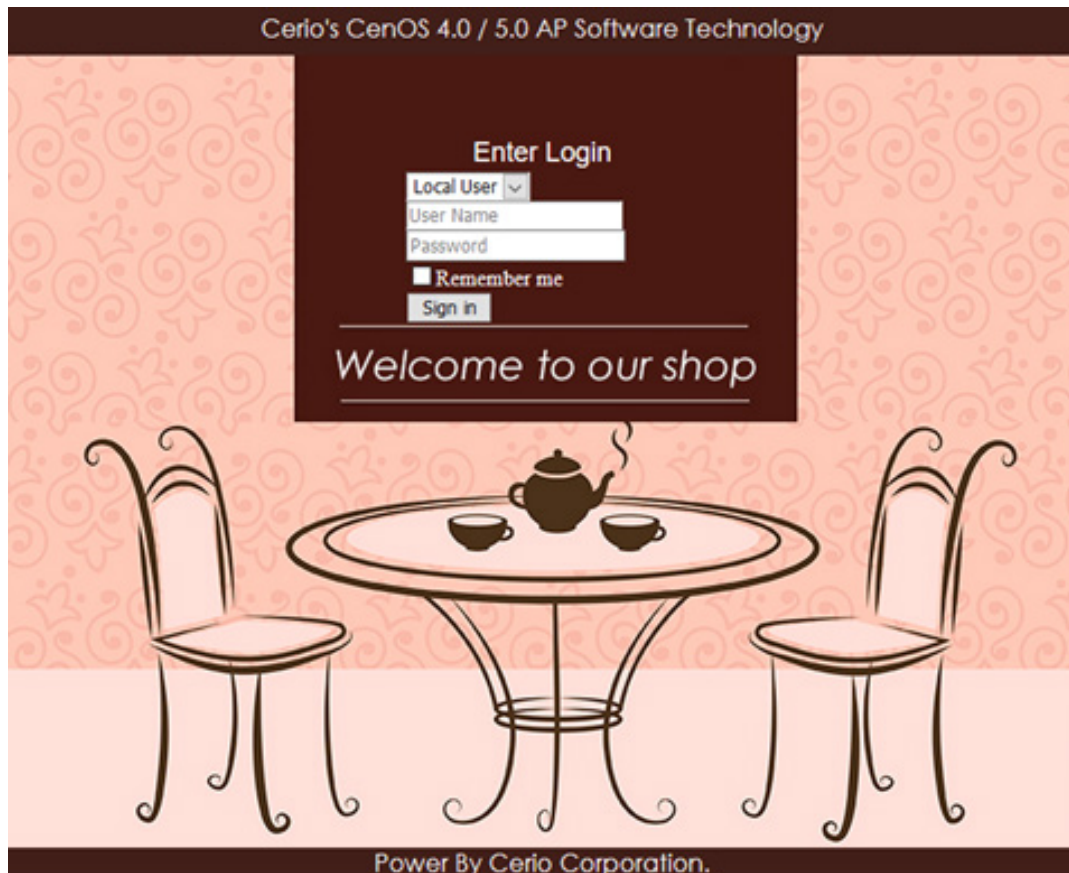 Cerio's CenOS 4.0 / 5.0 AP Software Technology
Enter Login
Local User
User Name
Password
Remember me
Sign in
Welcome to our shop
Power By Cerio Corporation.